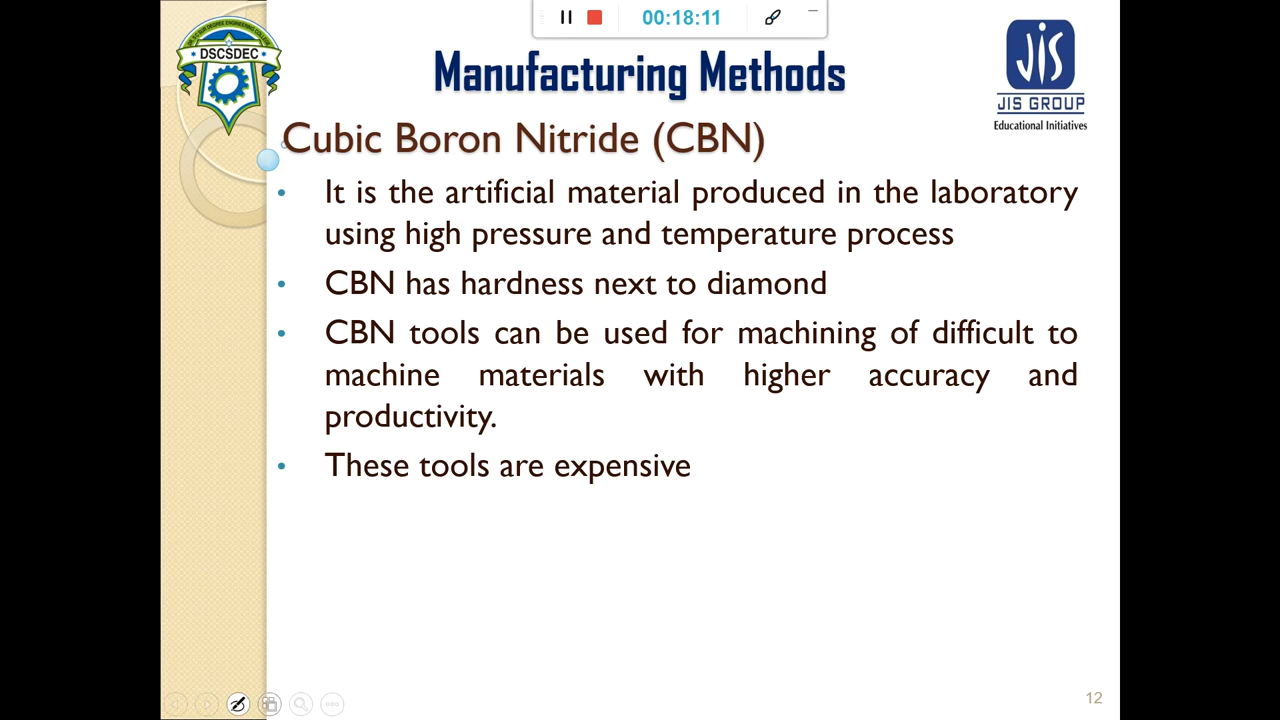 00:18:11
DSCSDEC
Manufacturing Methods
JIS
JIS GROUP
Educational Initiatives
Cubic Boron Nitride (CBN)
• It is the artificial material produced in the laboratory
using high pressure and temperature process
• CBN has hardness next to diamond
• CBN tools can be used for machining of difficult to
machine materials with higher accuracy and
productivity.
• These tools are expensive
12